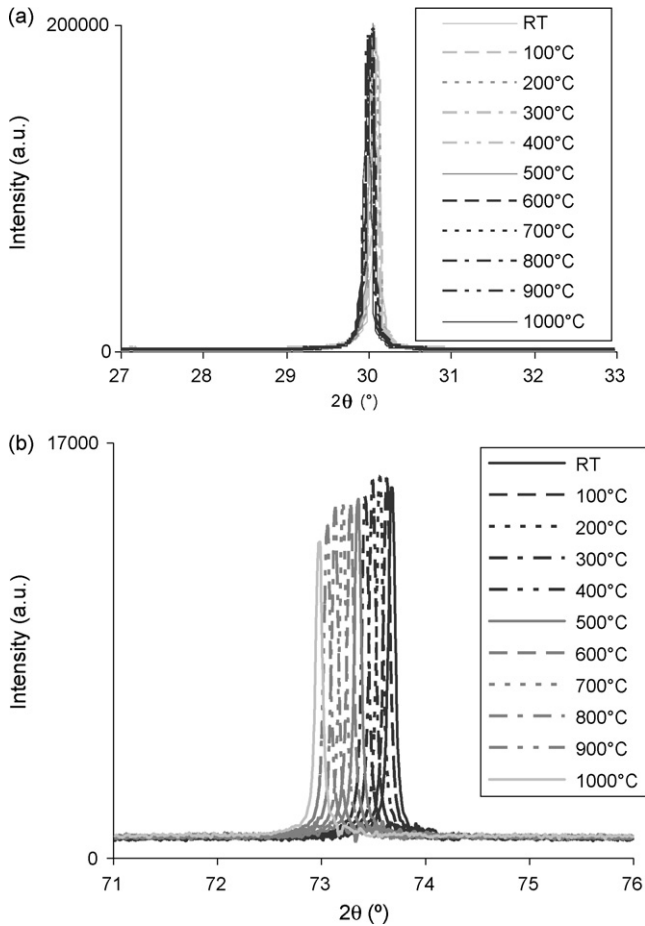 (a)
200000
Intensity (a.u.)
0
27 28 29 30 31 32 33
2θ (°)
RT
100°C
200°C
300°C
400°C
500°C
600°C
700°C
800°C
900°C
1000°C
(b)
17000
Intensity (a.u.)
0
71 72 73 74 75 76
2θ (º)
RT
100°C
200°C
300°C
400°C
500°C
600°C
700°C
800°C
900°C
1000°C